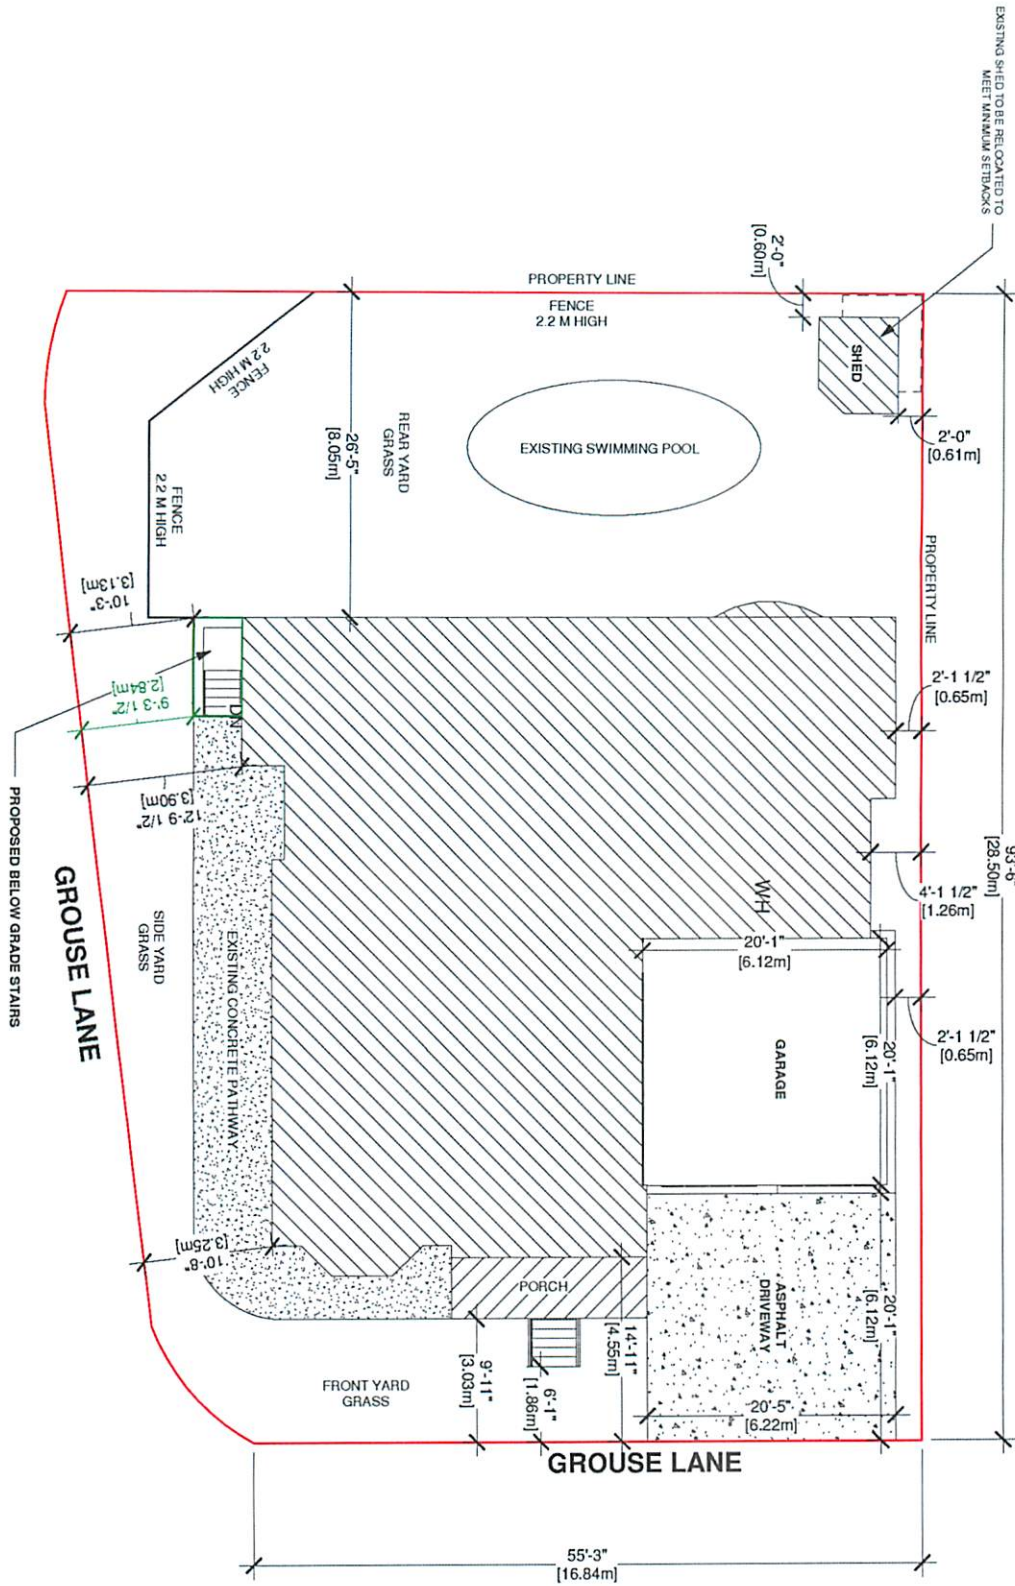 EXISTING SHED TO BE RELOCATED TO
MEET MINIMUM SETBACKS
2'-0"
[0.60m]
PROPERTY LINE
FENCE
2.2 M HIGH
SHED
FENCE
2.2 M HIGH
26'-5"
[8.05m]
REAR YARD
GRASS
EXISTING SWIMMING POOL
2'-0"
[0.61m]
FENCE
2.2 M HIGH
PROPERTY LINE
10'-3"
[3.13m]
9'-3 1/2"
[2.84m]
DN
2'-1 1/2"
[0.65m]
12'-9 1/2"
[3.90m]
PROPOSED BELOW GRADE STAIRS
93'-6"
[28.50m]
4'-1 1/2"
[1.26m]
WH
GROUSE LANE
SIDE YARD
GRASS
EXISTING CONCRETE PATHWAY
20'-1"
[6.12m]
GARAGE
20'-1"
[6.12m]
2'-1 1/2"
[0.65m]
10'-8"
[3.25m]
PORCH
ASPHALT
DRIVEWAY
20'-1"
[6.12m]
14'-11"
[4.55m]
9'-11"
[3.03m]
6'-1"
[1.86m]
FRONT YARD
GRASS
20'-5"
[6.22m]
GROUSE LANE
55'-3"
[16.84m]